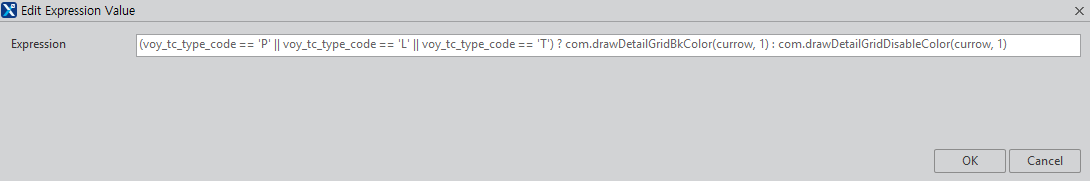 Edit Expression Value
Expression
(voy_tc_type_code == 'P' || voy_tc_type_code == 'L' || voy_tc_type_code == 'T') ? com.drawDetailGridBkColor(currow, 1) : com.drawDetailGridDisableColor(currow, 1)
OK
Cancel